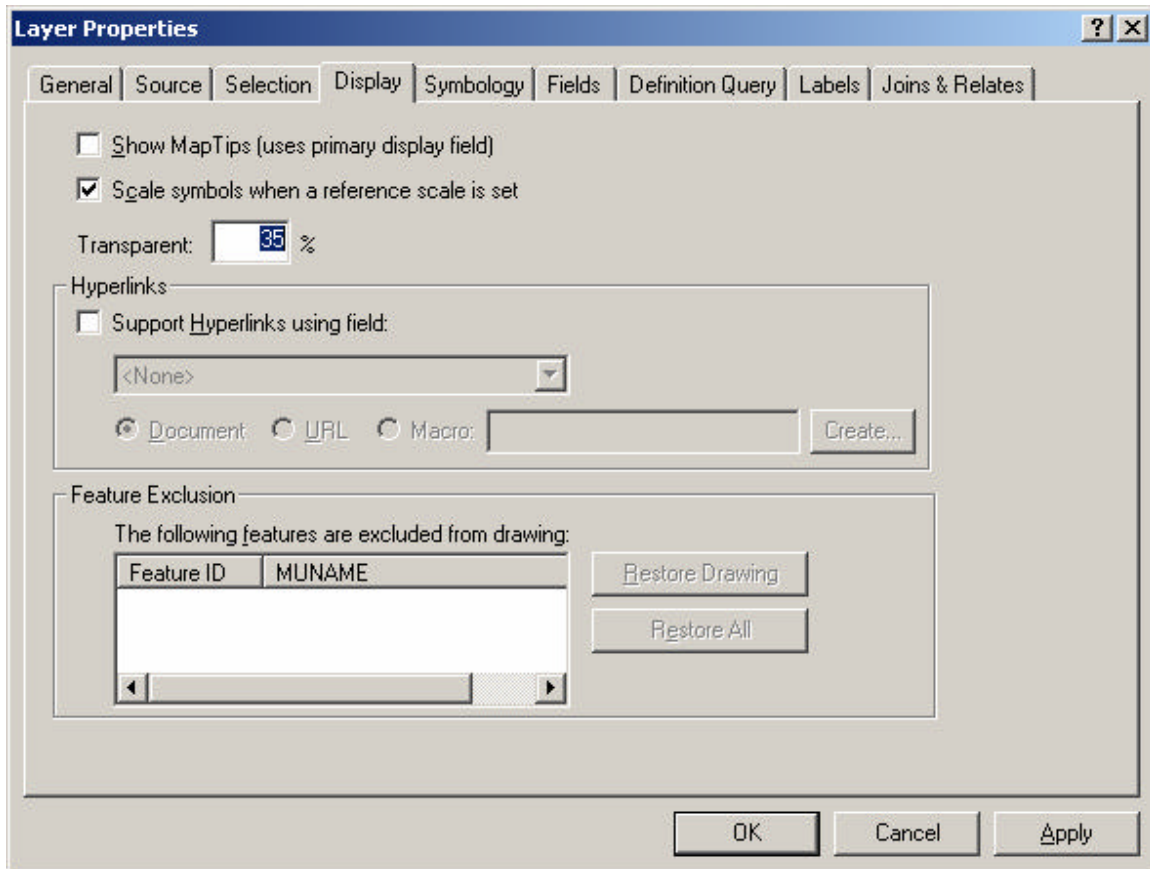 Layer Properties
General Source Selection Display Symbology Fields Definition Query Labels Joins & Relates
Show MapTips (uses primary display field)
Scale symbols when a reference scale is set
Transparent: 35 %
Hyperlinks
Support Hyperlinks using field:
<None>
Document URL Macro: Create...
Feature Exclusion
The following features are excluded from drawing:
Feature ID MUNAME
Restore Drawing
Restore All
OK Cancel Apply